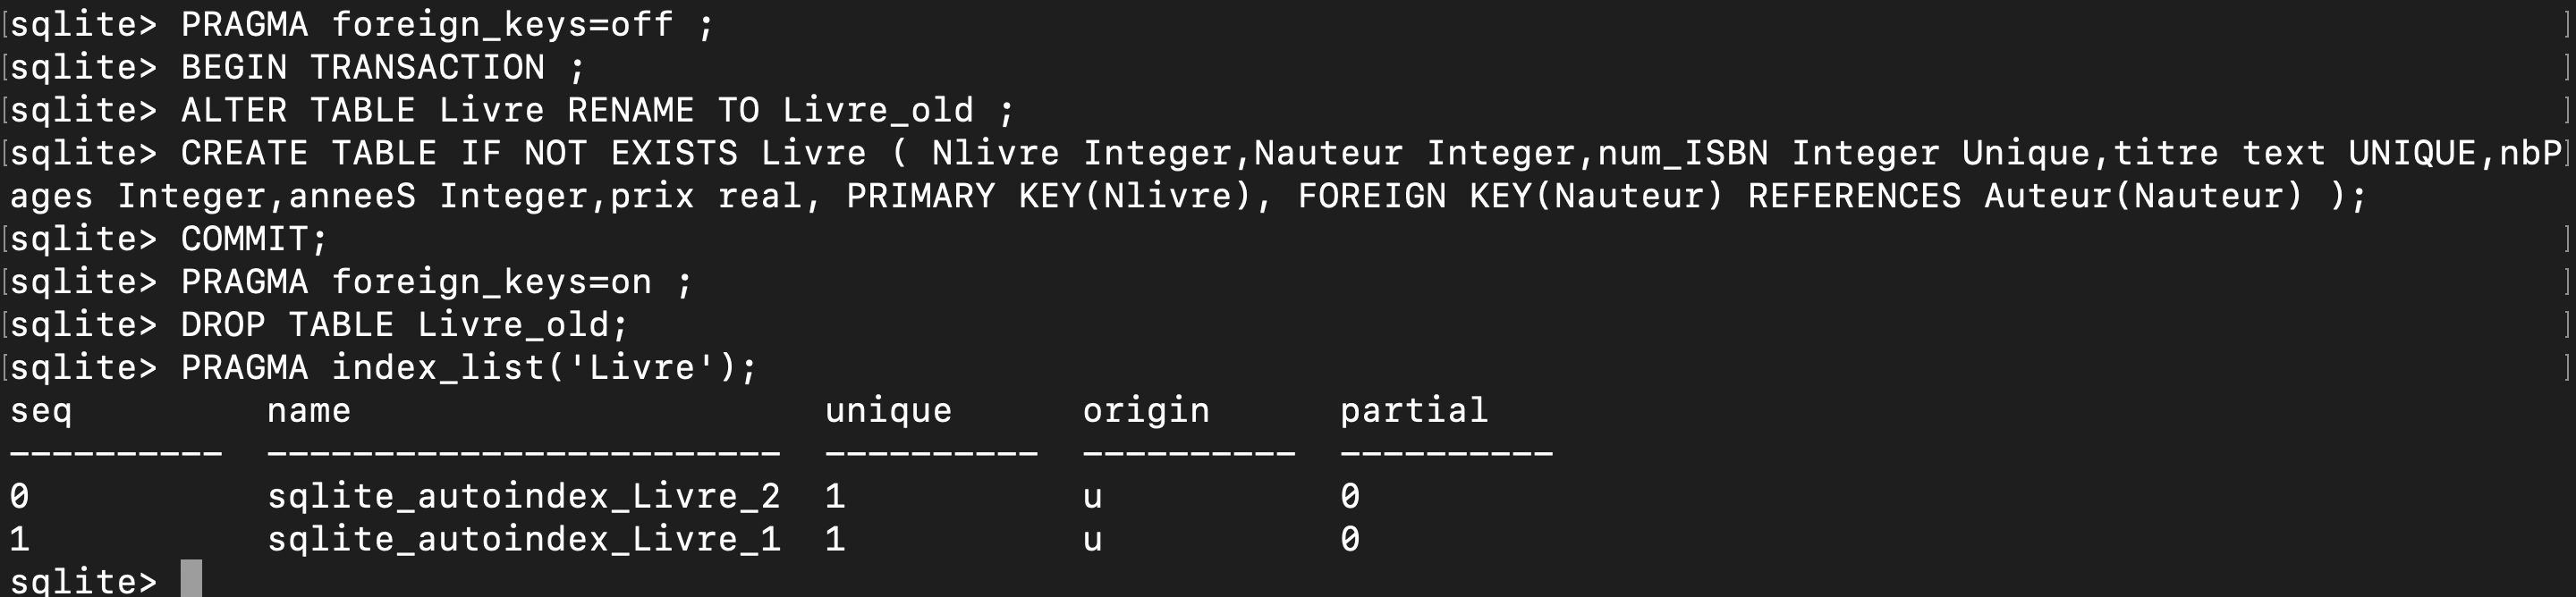 [sqlite> PRAGMA foreign_keys=off ; ]
[sqlite> BEGIN TRANSACTION ; ]
[sqlite> ALTER TABLE Livre RENAME TO Livre_old ; ]
[sqlite> CREATE TABLE IF NOT EXISTS Livre ( Nlivre Integer,Nauteur Integer,num_ISBN Integer Unique,titre text UNIQUE,nbP]
ages Integer,anneeS Integer,prix real, PRIMARY KEY(Nlivre), FOREIGN KEY(Nauteur) REFERENCES Auteur(Nauteur) );
[sqlite> COMMIT; ]
[sqlite> PRAGMA foreign_keys=on ; ]
[sqlite> DROP TABLE Livre_old; ]
[sqlite> PRAGMA index_list('Livre'); ]
seq name unique origin partial
---------- ------------------------ ---------- ---------- ----------
0 sqlite_autoindex_Livre_2 1 u 0
1 sqlite_autoindex_Livre_1 1 u 0
sqlite>